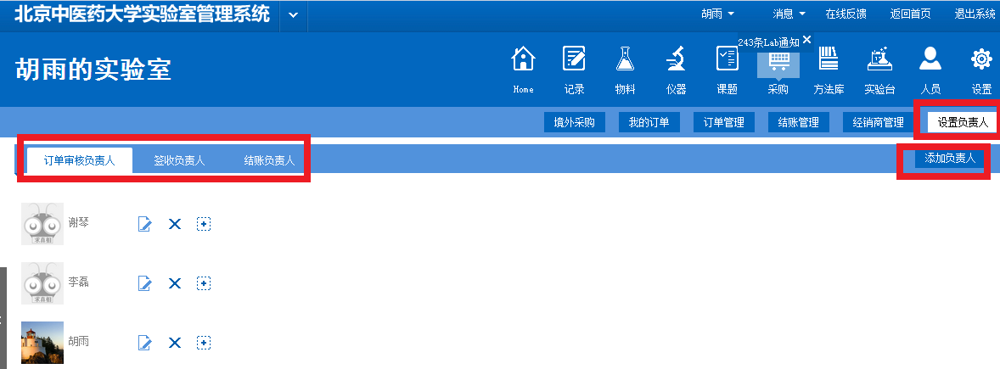 北京中医药大学实验室管理系统
胡雨 消息 在线反馈 返回首页 退出系统
243条Lab通知
胡雨的实验室
Home 记录 物料 仪器 课题 采购 方法库 实验台 人员 设置
境外采购 我的订单 订单管理 结账管理 经销商管理 设置负责人
订单审核负责人 签收负责人 结账负责人 添加负责人
谢琴
求真相
李磊
求真相
胡雨